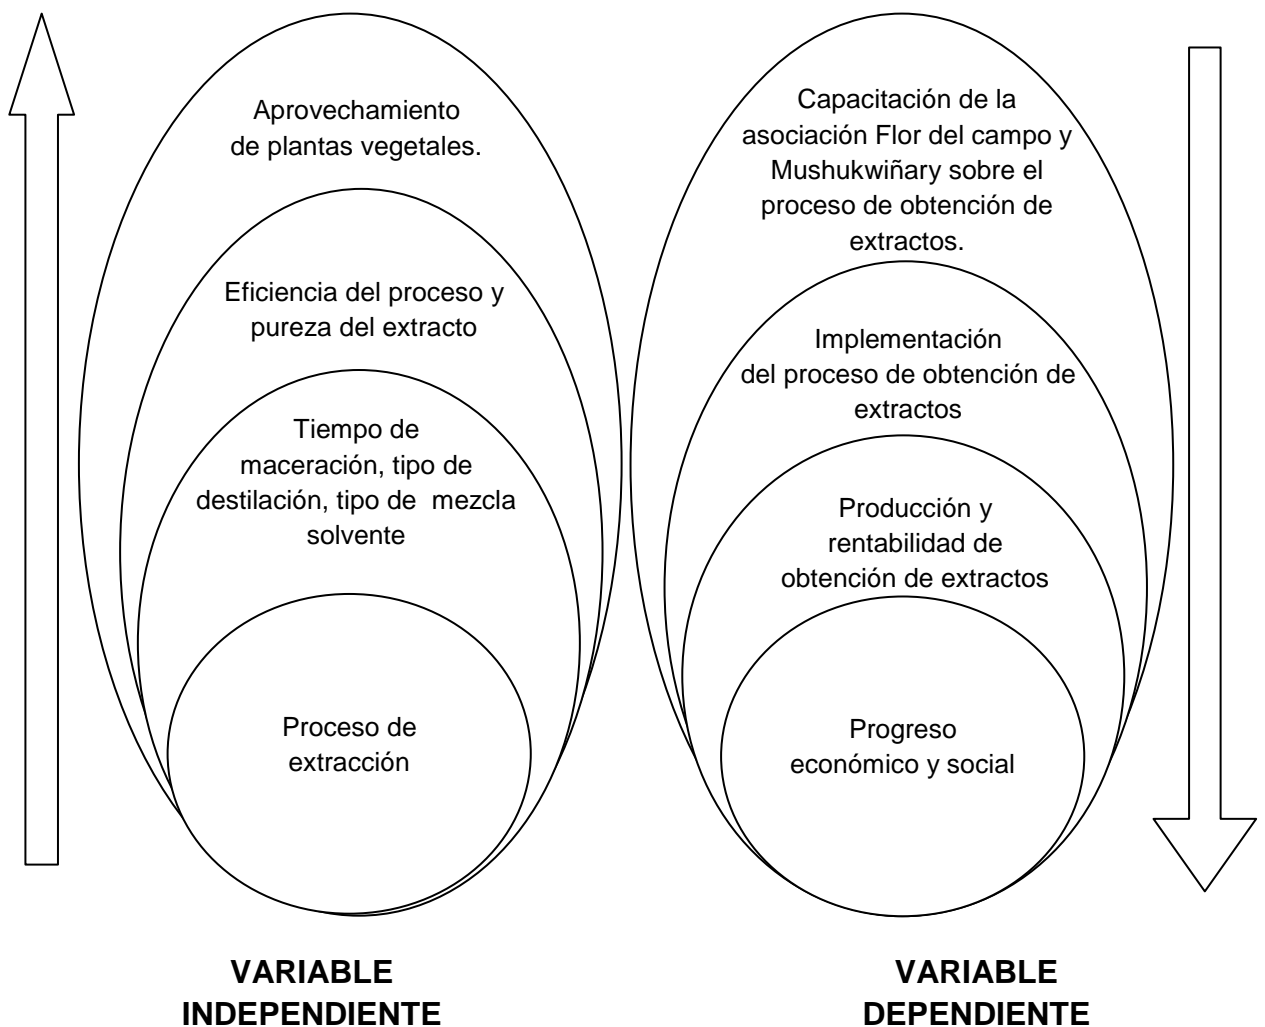 Aprovechamiento
de plantas vegetales.
Eficiencia del proceso y
pureza del extracto
Tiempo de
maceración, tipo de
destilación, tipo de mezcla
solvente
Proceso de
extracción
VARIABLE
INDEPENDIENTE
Capacitación de la
asociación Flor del campo y
Mushukwiñary sobre el
proceso de obtención de
extractos.
Implementación
del proceso de obtención de
extractos
Producción y
rentabilidad de
obtención de extractos
Progreso
económico y social
VARIABLE
DEPENDIENTE